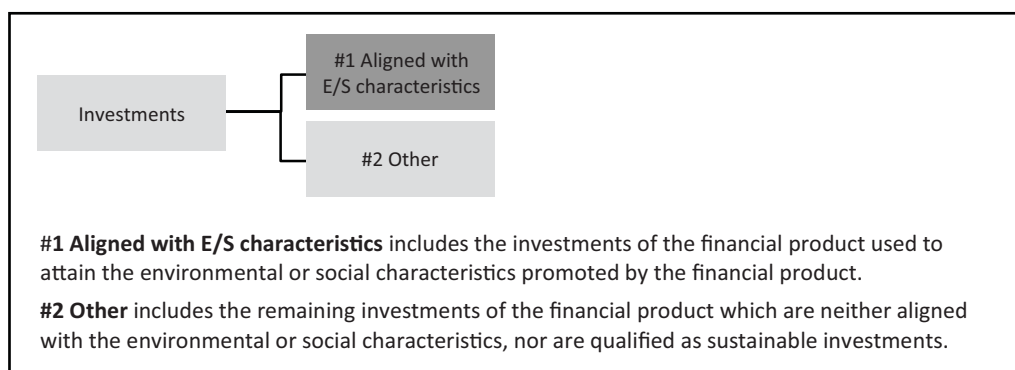 #1 Aligned with
E/S characteristics
Investments
#2 Other
#1 Aligned with E/S characteristics includes the investments of the financial product used to
attain the environmental or social characteristics promoted by the financial product.
#2 Other includes the remaining investments of the financial product which are neither aligned
with the environmental or social characteristics, nor are qualified as sustainable investments.